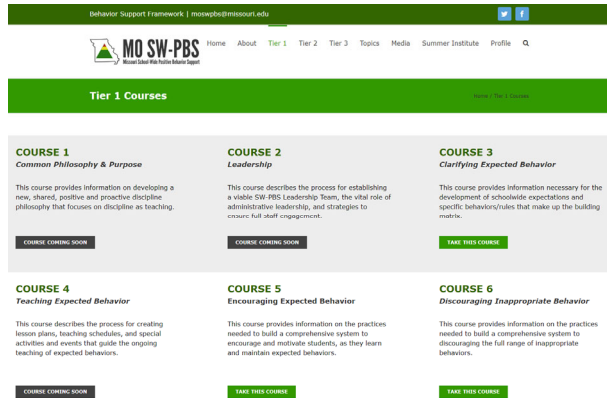 Behavior Support Framework | moswpbs@missouri.edu
MO SW-PBS
Missouri School-Wide Positive Behavior Support
Home About Tier 1 Tier 2 Tier 3 Topics Media Summer Institute Profile
Tier 1 Courses
Home / Tier 1 Courses
COURSE 1
Common Philosophy & Purpose
This course provides information on developing a
new, shared, positive and proactive discipline
philosophy that focuses on discipline as teaching.
COURSE COMING SOON
COURSE 2
Leadership
This course describes the process for establishing
a viable SW-PBS Leadership Team, the vital role of
administrative leadership, and strategies to
ensure full staff engagement.
COURSE COMING SOON
COURSE 3
Clarifying Expected Behavior
This course provides information necessary for the
development of schoolwide expectations and
specific behaviors/rules that make up the building
matrix.
TAKE THIS COURSE
COURSE 4
Teaching Expected Behavior
This course describes the process for creating
lesson plans, teaching schedules, and special
activities and events that guide the ongoing
teaching of expected behaviors.
COURSE COMING SOON
COURSE 5
Encouraging Expected Behavior
This course provides information on the practices
needed to build a comprehensive system to
encourage and motivate students, as they learn
and maintain expected behaviors.
TAKE THIS COURSE
COURSE 6
Discouraging Inappropriate Behavior
This course provides information on the practices
needed to build a comprehensive system to
discouraging the full range of inappropriate
behaviors.
TAKE THIS COURSE